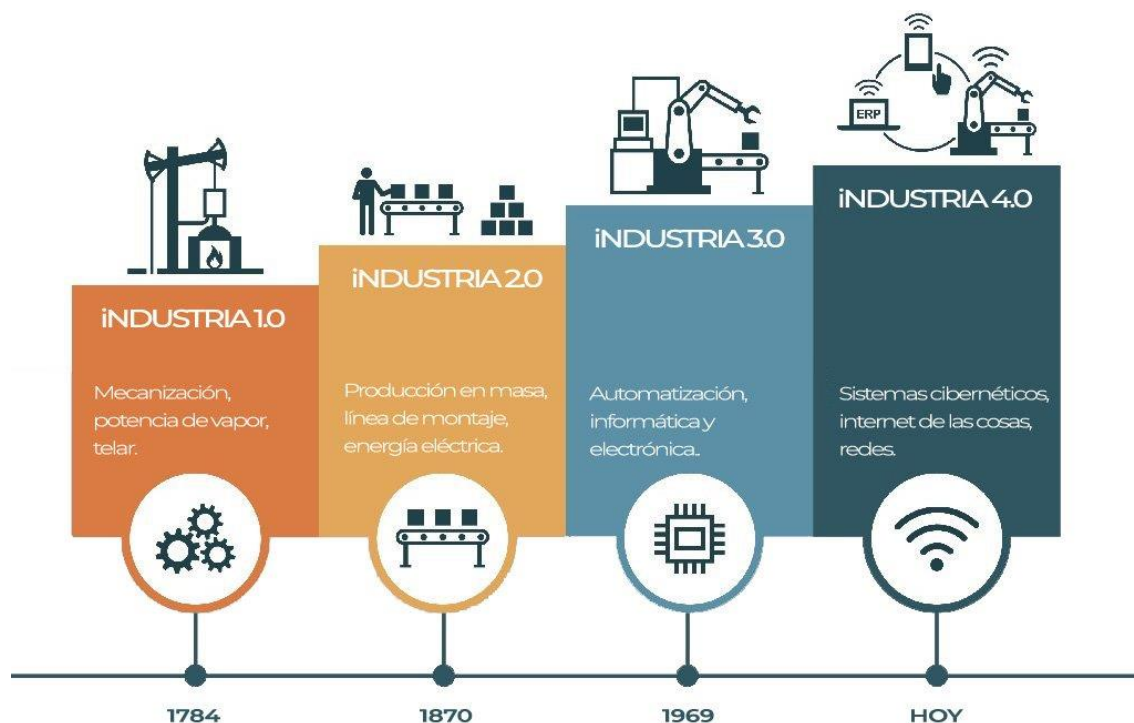 ERP
iNDUSTRIA 1.0
Mecanización,
potencia de vapor,
telar.
iNDUSTRIA 2.0
Producción en masa,
línea de montaje,
energía eléctrica.
iNDUSTRIA 3.0
Automatización,
informática y
electrónica..
iNDUSTRIA 4.0
Sistemas cibernéticos,
internet de las cosas,
redes.
1784
1870
1969
HOY